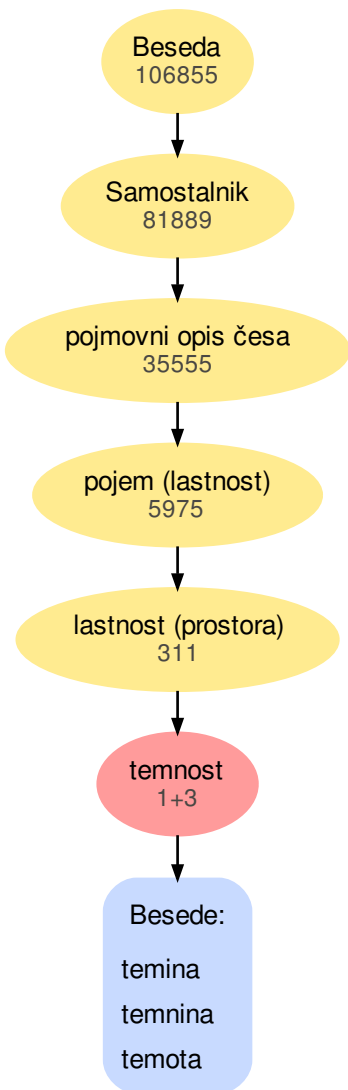 Beseda
106855
Samostalnik
81889
pojmovni opis česa
35555
pojem (lastnost)
5975
lastnost (prostora)
311
temnost
1+3
Besede:
temina
temnina
temota